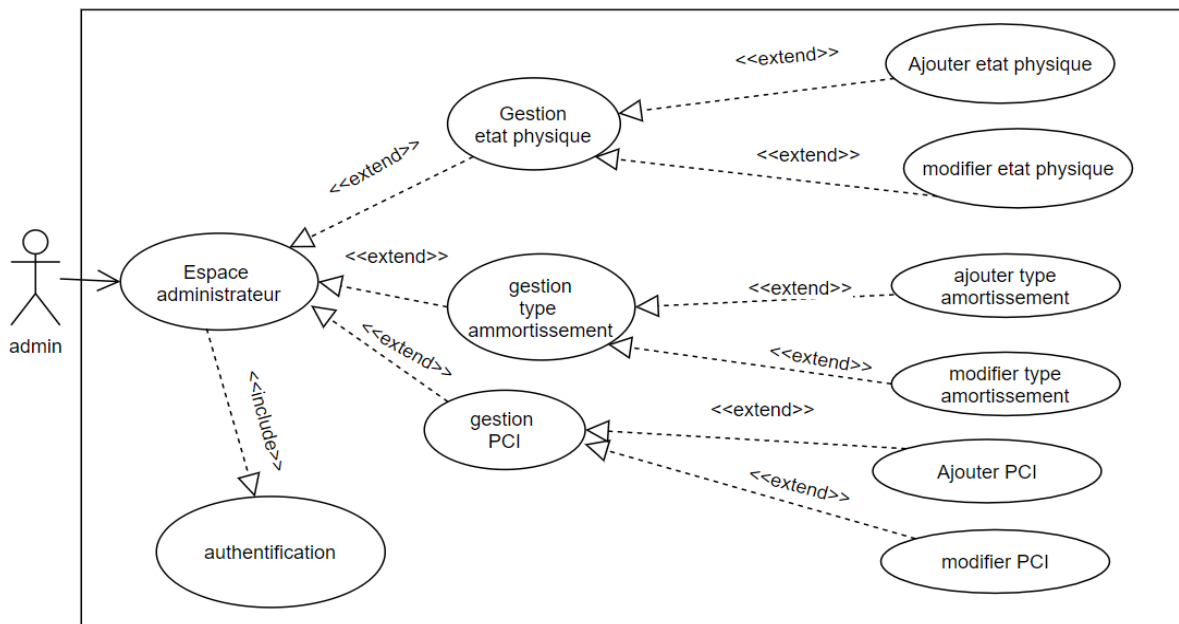 <<extend>>
Ajouter etat physique
Gestion
etat physique
<<extend>>
modifier etat physique
<<extend>>
admin
Espace
administrateur
<<extend>>
gestion
type
ammortissement
<<extend>>
ajouter type
amortissement
<<extend>>
modifier type
amortissement
<<extend>>
gestion
PCI
<<extend>>
Ajouter PCI
<<extend>>
modifier PCI
<<include>>
authentification